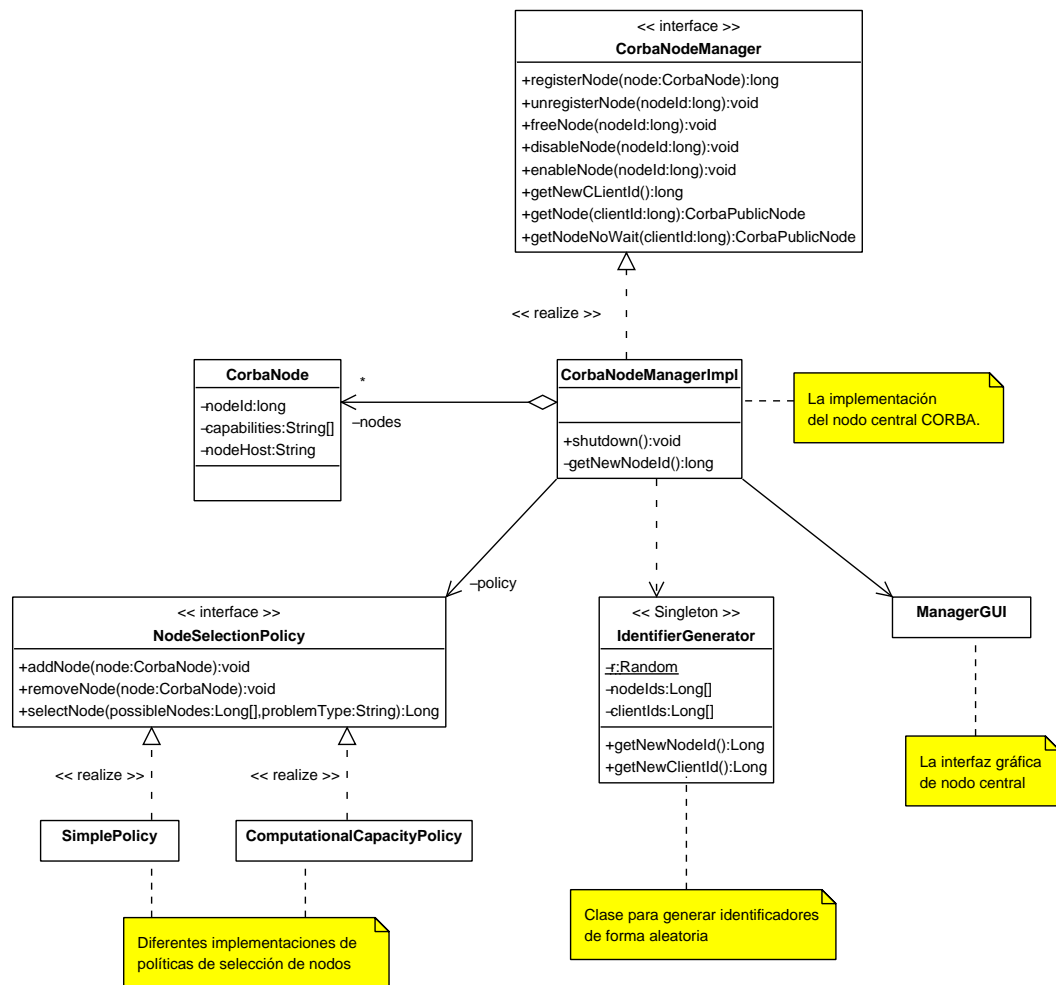 << interface >>
CorbaNodeManager
+registerNode(node:CorbaNode):long
+unregisterNode(nodeId:long):void
+freeNode(nodeId:long):void
+disableNode(nodeId:long):void
+enableNode(nodeId:long):void
+getNewCLientId():long
+getNode(clientId:long):CorbaPublicNode
+getNodeNoWait(clientId:long):CorbaPublicNode
<< realize >>
CorbaNode
-nodeId:long
-capabilities:String[]
-nodeHost:String
*
-nodes
CorbaNodeManagerImpl
+shutdown():void
-getNewNodeId():long
La implementación
del nodo central CORBA.
-policy
<< interface >>
NodeSelectionPolicy
+addNode(node:CorbaNode):void
+removeNode(node:CorbaNode):void
+selectNode(possibleNodes:Long[],problemType:String):Long
<< Singleton >>
IdentifierGenerator
-r:Random
-nodeIds:Long[]
-clientIds:Long[]
+getNewNodeId():Long
+getNewClientId():Long
ManagerGUI
La interfaz gráfica
de nodo central
<< realize >>
<< realize >>
SimplePolicy
ComputationalCapacityPolicy
Diferentes implementaciones de
políticas de selección de nodos
Clase para generar identificadores
de forma aleatoria